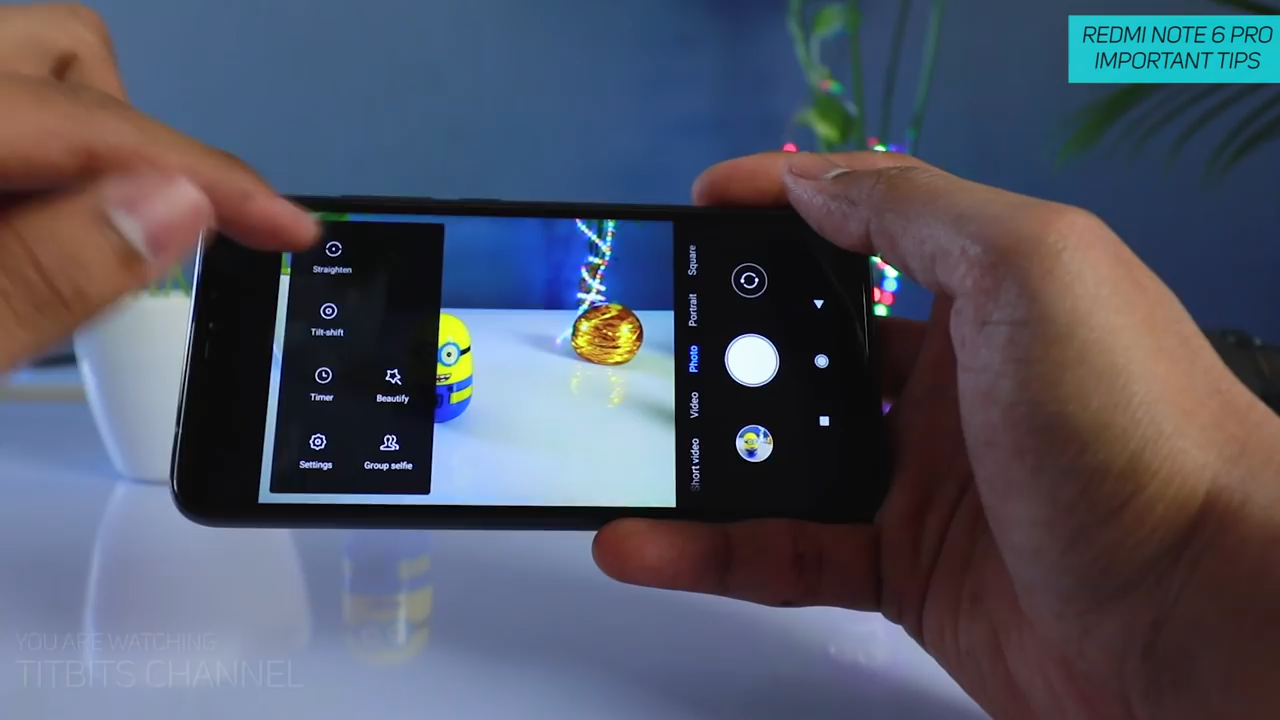 REDMI NOTE 6 PRO
IMPORTANT TIPS
Straighten
Tilt-shift
Timer
Beautify
Settings
Group selfie
Square
Portrait
Photo
Video
Short video
YOU ARE WATCHING
TITBITS CHANNEL